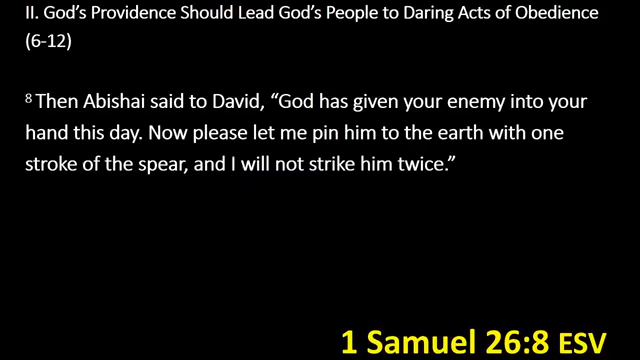 II. God’s Providence Should Lead God’s People to Daring Acts of Obedience
(6-12)
8 Then Abishai said to David, “God has given your enemy into your
hand this day. Now please let me pin him to the earth with one
stroke of the spear, and I will not strike him twice.”
1 Samuel 26:8 ESV